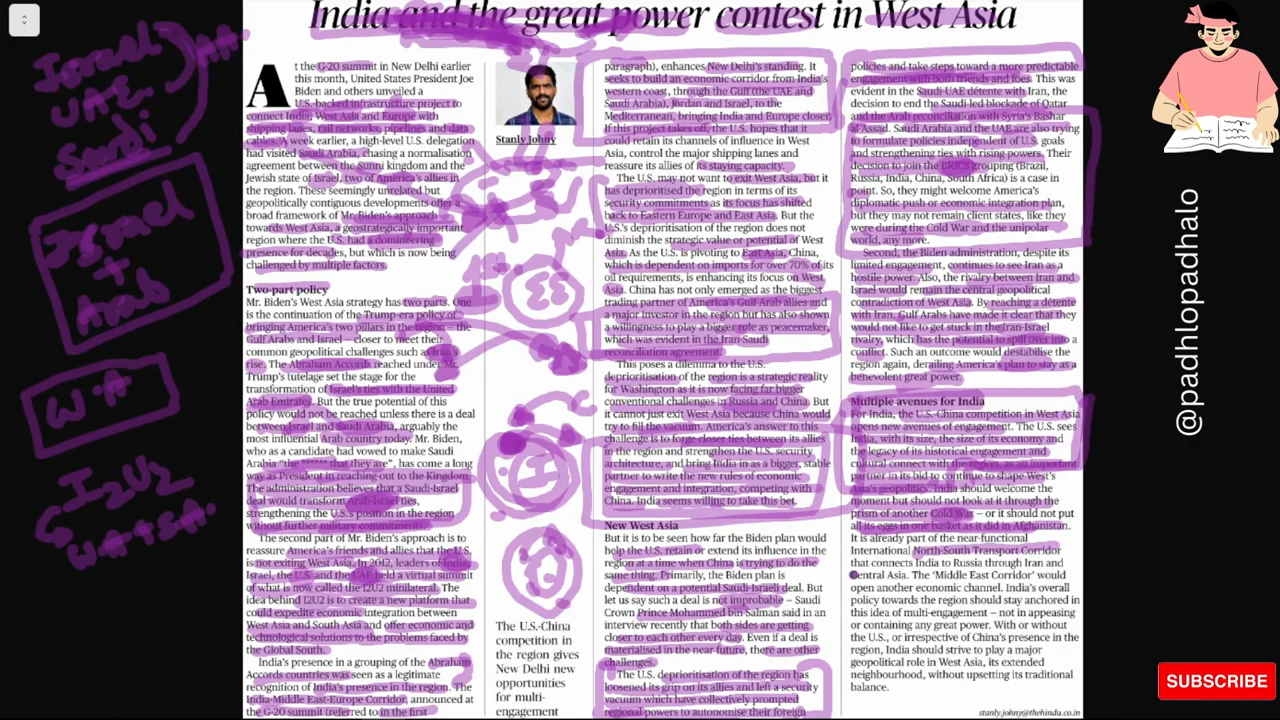 India and the great power contest in West Asia
At the G-20 summit in New Delhi earlier
this month, United States President Joe
Biden and others unveiled a
U.S.-backed infrastructure project to
connect India, West Asia and Europe with
shipping lanes, rail networks, pipelines and data
cables. A week earlier, a high-level U.S. delegation
had visited Saudi Arabia, chasing a normalisation
agreement between the Sunni kingdom and the
Jewish state of Israel, two of America's allies in
the region. These seemingly unrelated but
geopolitically contiguous developments offer a
broad framework of Mr. Biden's approach
towards West Asia, a geostrategically important
region where the U.S. had a domineering
presence for decades, but which is now being
challenged by multiple factors.
Two-part policy
Mr. Biden's West Asia strategy has two parts. One
is the continuation of the Trump-era policy of
bringing America's two pillars in the region — the
Gulf Arabs and Israel — closer to meet their
common geopolitical challenges such as Iran's
rise. The Abraham Accords reached under Mr.
Trump's tutelage set the stage for the
transformation of Israel's ties with the United
Arab Emirates. But the true potential of this
policy would not be reached unless there is a deal
between Israel and Saudi Arabia, arguably the
most influential Arab country today. Mr. Biden,
who as a candidate had vowed to make Saudi
Arabia "the ****** that they are", has come a long
way as President in reaching out to the Kingdom.
The administration believes that a Saudi-Israel
deal would transform Arab-Israel ties,
strengthening the U.S.'s position in the region
without further military commitments.
The second part of Mr. Biden's approach is to
reassure America's friends and allies that the U.S.
is not exiting West Asia. In 2012, leaders of India,
Israel, the U.S. and the UAE held a virtual summit
of what is now called the I2U2 minilateral. The
idea behind I2U2 is to create a new platform that
could expedite economic integration between
West Asia and South Asia and offer economic and
technological solutions to the problems faced by
the Global South.
India's presence in a grouping of the Abraham
Accords countries was seen as a legitimate
recognition of India's presence in the region. The
India-Middle East-Europe Corridor, announced at
the G-20 summit (referred to in the first
Stanly Johny
The U.S.-China
competition in
the region gives
New Delhi new
opportunities
for multi-
engagement
paragraph), enhances New Delhi's standing. It
seeks to build an economic corridor from India's
western coast, through the Gulf (the UAE and
Saudi Arabia), Jordan and Israel, to the
Mediterranean, bringing India and Europe closer.
If this project takes off, the U.S. hopes that it
could retain its channels of influence in West
Asia, control the major shipping lanes and
reassure its allies of its staying capacity.
The U.S. may not want to exit West Asia, but it
has deprioritised the region in terms of its
security commitments as its focus has shifted
back to Eastern Europe and East Asia. But the
U.S.'s deprioritisation of the region does not
diminish the strategic value or potential of West
Asia. As the U.S. is pivoting to East Asia, China,
which is dependent on imports for over 70% of its
oil requirements, is enhancing its focus on West
Asia. China has not only emerged as the biggest
trading partner of America's Gulf Arab allies and
a major investor in the region but has also shown
a willingness to play a bigger role as peacemaker,
which was evident in the Iran-Saudi
reconciliation agreement.
This poses a dilemma to the U.S.
deprioritisation of the region is a strategic reality
for Washington as it is now facing far bigger
conventional challenges in Russia and China. But
it cannot just exit West Asia because China would
try to fill the vacuum. America's answer to this
challenge is to forge closer ties between its allies
in the region and strengthen the U.S. security
architecture, and bring India in as a bigger, stable
partner to write the new rules of economic
engagement and integration, competing with
China. India seems willing to take this bet.
New West Asia
But it is to be seen how far the Biden plan would
help the U.S. retain or extend its influence in the
region at a time when China is trying to do the
same thing. Primarily, the Biden plan is
dependent on a potential Saudi-Israeli deal. But
let us say such a deal is not improbable — Saudi
Crown Prince Mohammed bin Salman said in an
interview recently that both sides are getting
closer to each other every day. Even if a deal is
materialised in the near future, there are other
challenges.
The U.S. deprioritisation of the region has
loosened its grip on its allies and left a security
vacuum which have collectively prompted
regional powers to autonomise their foreign
policies and take steps toward a more predictable
engagement with both friends and foes. This was
evident in the Saudi-UAE détente with Iran, the
decision to end the Saudi-led blockade of Qatar
and the Arab reconciliation with Syria's Bashar
al-Assad. Saudi Arabia and the UAE are also trying
to formulate policies independent of U.S. goals
and strengthening ties with rising powers. Their
decision to join the BRICS grouping (Brazil,
Russia, India, China, South Africa) is a case in
point. So, they might welcome America's
diplomatic push or economic integration plan,
but they may not remain client states, like they
were during the Cold War and the unipolar
world, any more.
Second, the Biden administration, despite its
limited engagement, continues to see Iran as a
hostile power. Also, the rivalry between Iran and
Israel would remain the central geopolitical
contradiction of West Asia. By reaching a détente
with Iran, Gulf Arabs have made it clear that they
would not like to get stuck in the Iran-Israel
rivalry, which has the potential to spill over into a
conflict. Such an outcome would destabilise the
region again, derailing America's plan to stay as a
benevolent great power.
Multiple avenues for India
For India, the U.S.-China competition in West Asia
opens new avenues of engagement. The U.S. sees
India, with its size, the size of its economy and
the legacy of its historical engagement and
cultural connect with the region, as an important
partner in its bid to continue to shape West's
Asia's geopolitics. India should welcome the
moment but should not look at it through the
prism of another Cold War — or it should not put
all its eggs in one basket as it did in Afghanistan.
It is already part of the near-functional
International North-South Transport Corridor
that connects India to Russia through Iran and
Central Asia. The 'Middle East Corridor' would
open another economic channel. India's overall
policy towards the region should stay anchored in
this idea of multi-engagement — not in appeasing
or containing any great power. With or without
the U.S., or irrespective of China's presence in the
region, India should strive to play a major
geopolitical role in West Asia, its extended
neighbourhood, without upsetting its traditional
balance.
stanly.johny@thehindu.co.in
Israel
Saudi
@padhlopadhalo
SUBSCRIBE